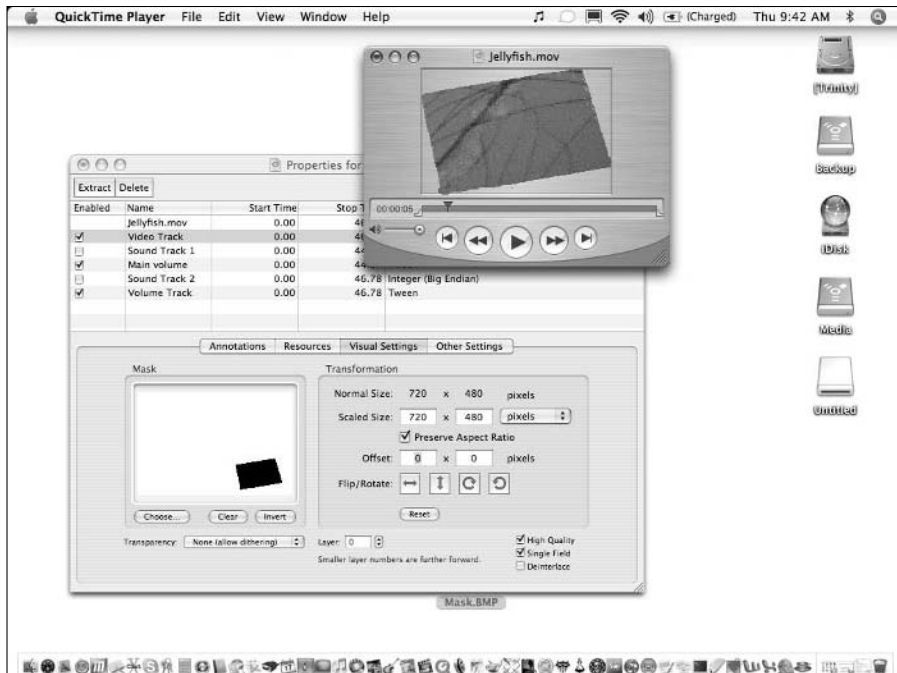 QuickTime Player File Edit View Window Help (Charged) Thu 9:42 AM
Jellyfish.mov
[Trinity]
Backup
iDisk
Media
Untitled
00:00:05
Properties for
Extract Delete
Enabled Name Start Time Stop T
Jellyfish.mov 0.00
Video Track 0.00
Sound Track 1 0.00
Main volume 0.00
Sound Track 2 0.00 46.78 Integer (Big Endian)
Volume Track 0.00 46.78 Tween
Annotations Resources Visual Settings Other Settings
Mask
Transformation
Normal Size: 720 x 480 pixels
Scaled Size: 720 x 480 pixels
Preserve Aspect Ratio
Offset: 0 x 0 pixels
Flip/Rotate:
Reset
Choose... Clear Invert
Transparency: None (allow dithering) Layer: 0
Smaller layer numbers are further forward.
High Quality
Single Field
Deinterlace
Mask.BMP